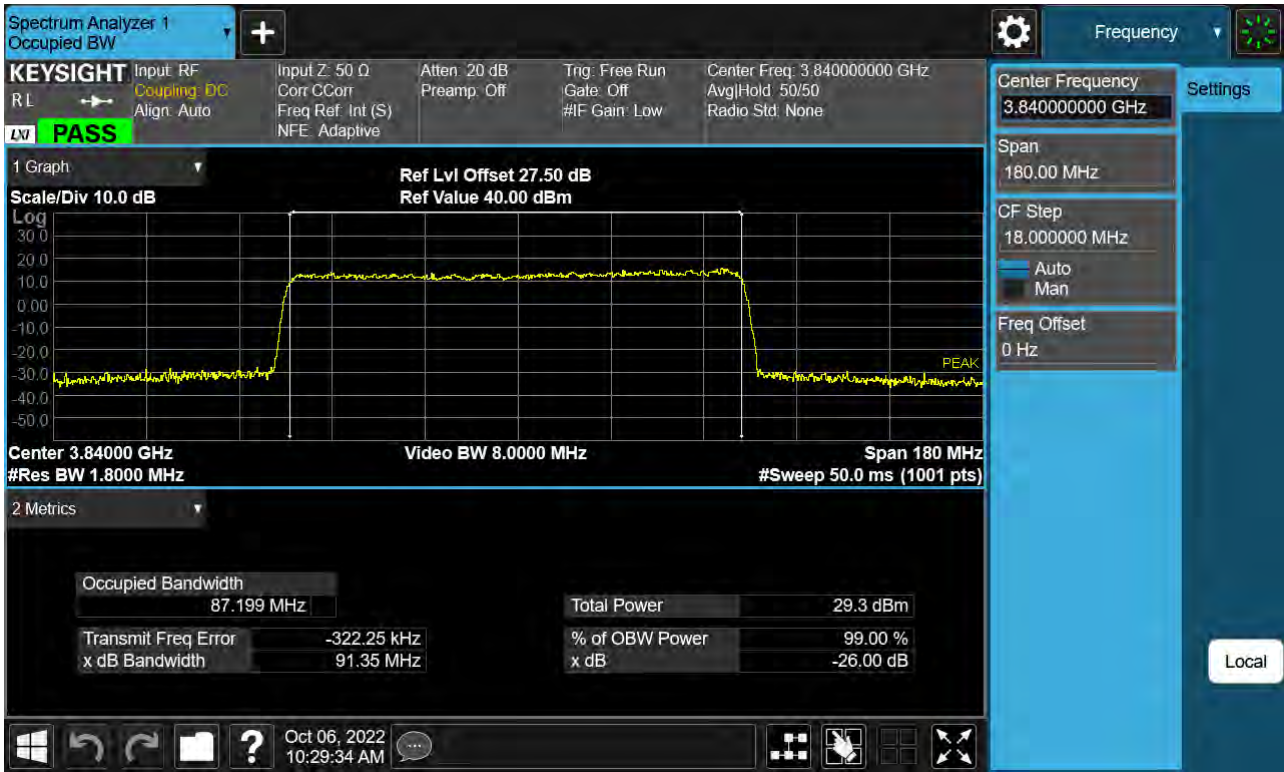 Spectrum Analyzer 1
Occupied BW
+
Frequency
KEYSIGHT
RL
LXI
PASS
Input: RF
Coupling: DC
Align: Auto
Input Z: 50 Ω
Corr CCorr
Freq Ref: Int (S)
NFE: Adaptive
Atten: 20 dB
Preamp: Off
Trig: Free Run
Gate: Off
#IF Gain: Low
Center Freq: 3.840000000 GHz
Avg|Hold: 50/50
Radio Std: None
Center Frequency
3.840000000 GHz
Settings
Span
180.00 MHz
CF Step
18.000000 MHz
Auto
Man
Freq Offset
0 Hz
Local
1 Graph
Scale/Div 10.0 dB
Ref Lvl Offset 27.50 dB
Ref Value 40.00 dBm
Log
30.0
20.0
10.0
0.00
-10.0
-20.0
-30.0
-40.0
-50.0
PEAK
Center 3.84000 GHz
#Res BW 1.8000 MHz
Video BW 8.0000 MHz
Span 180 MHz
#Sweep 50.0 ms (1001 pts)
2 Metrics
Occupied Bandwidth
87.199 MHz
Transmit Freq Error -322.25 kHz
x dB Bandwidth 91.35 MHz
Total Power 29.3 dBm
% of OBW Power 99.00 %
x dB -26.00 dB
?
Oct 06, 2022
10:29:34 AM